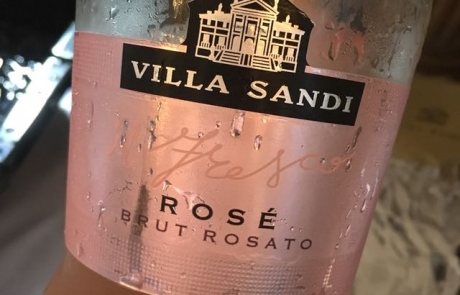 VILLA SANDI
Fresco
ROSÉ
BRUT ROSATO